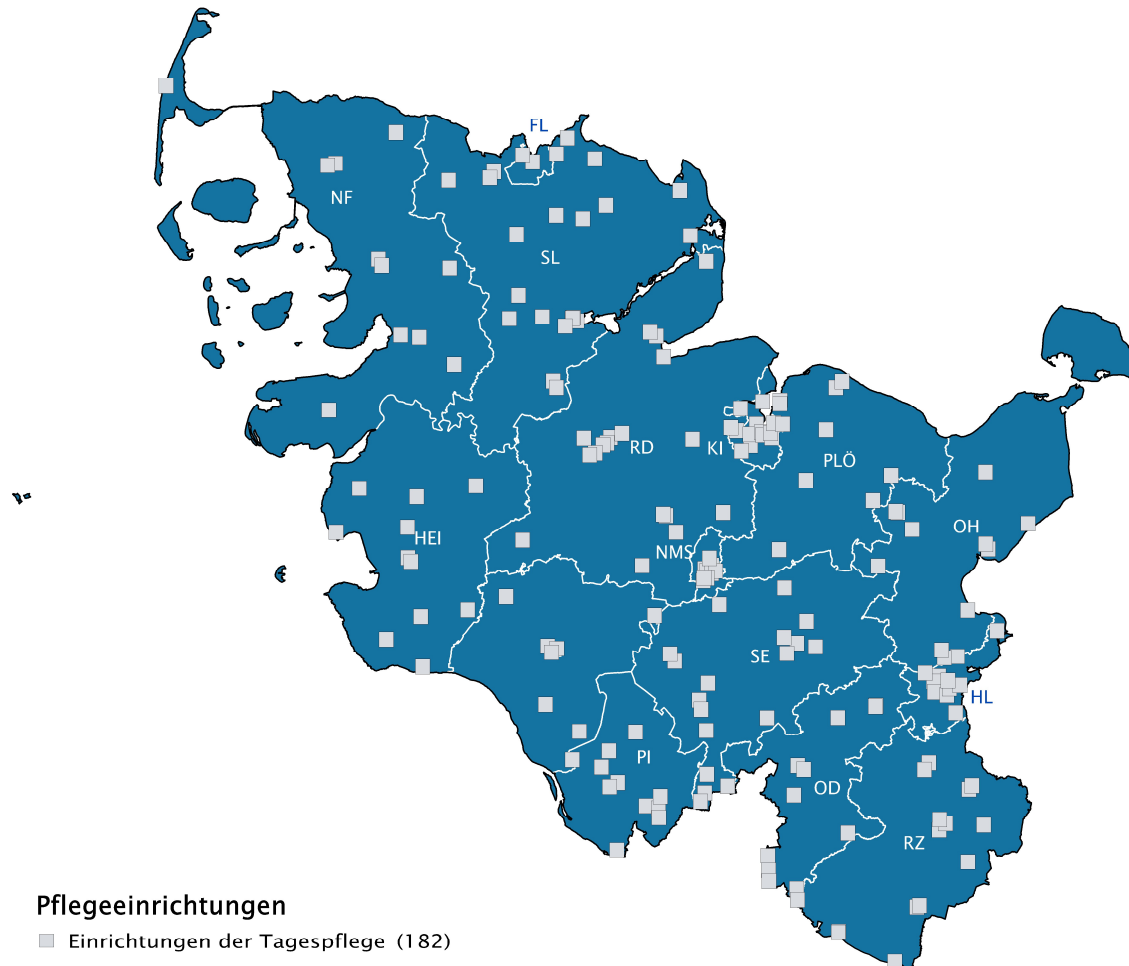 FL
NF
SL
RD
KI
PLÖ
OH
HEI
NMS
SE
HL
PI
OD
RZ
Pflegeeinrichtungen
Einrichtungen der Tagespflege (182)